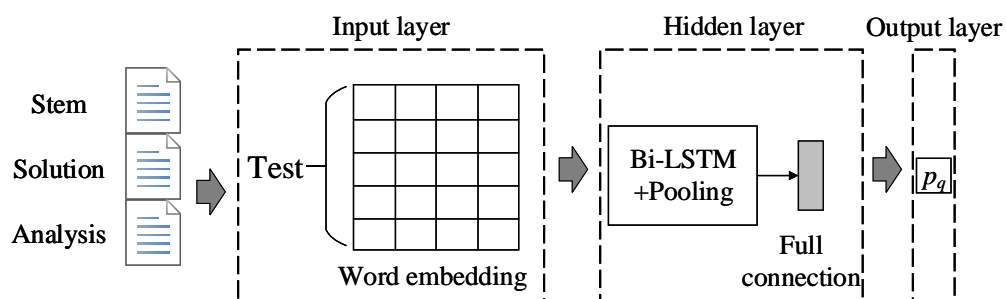 Input layer
Hidden layer
Output layer
Stem
Solution
Analysis
Test
Word embedding
Bi-LSTM
+Pooling
Full
connection
p_q